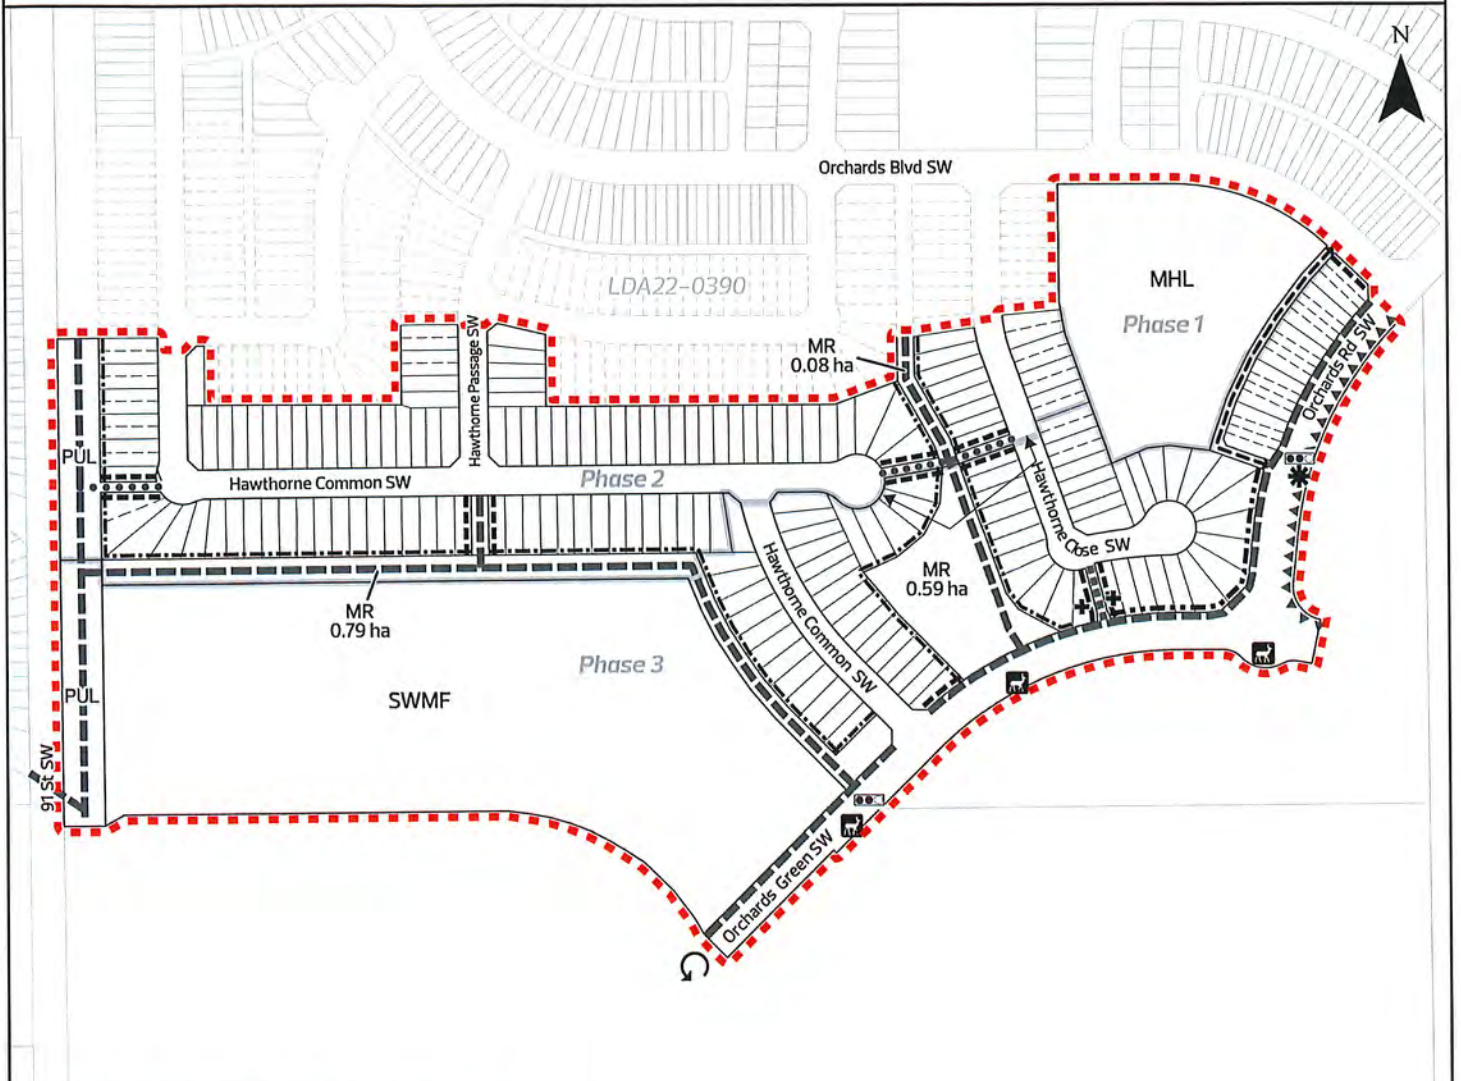 N
Orchards Blvd SW
MHL
Phase 1
LDA22-0390
Orchards Rd SW
Hawthorne Passage SW
MR
0.08 ha
PUL
Hawthorne Common SW
Phase 2
Hawthorne Close SW
MR
0.59 ha
Hawthorne Common SW
MR
0.79 ha
Phase 3
PUL
SWMF
91 St SW
Orchards Green SW